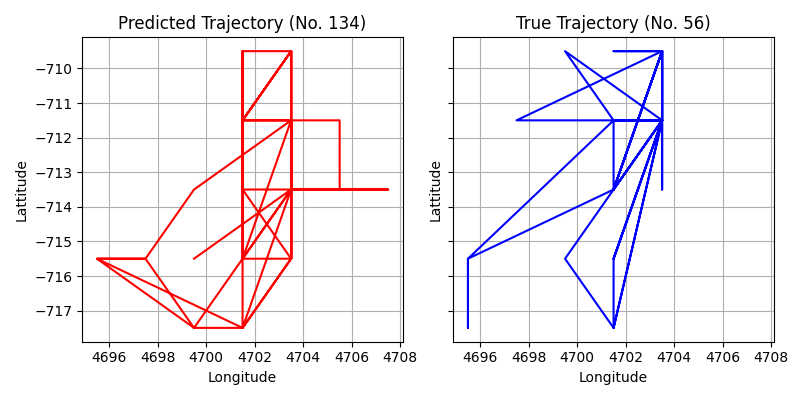 Predicted Trajectory (No. 134)
True Trajectory (No. 56)
−710
−711
−712
−713
−714
−715
−716
−717
Lattitude
Lattitude
4696 4698 4700 4702 4704 4706 4708
4696 4698 4700 4702 4704 4706 4708
Longitude
Longitude